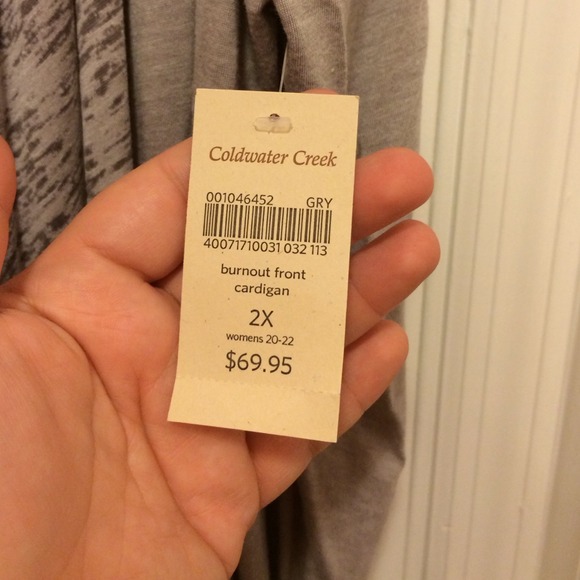 Coldwater Creek
001046452 GRY
40071710031 032 113
burnout front
cardigan
2X
womens 20-22
$69.95